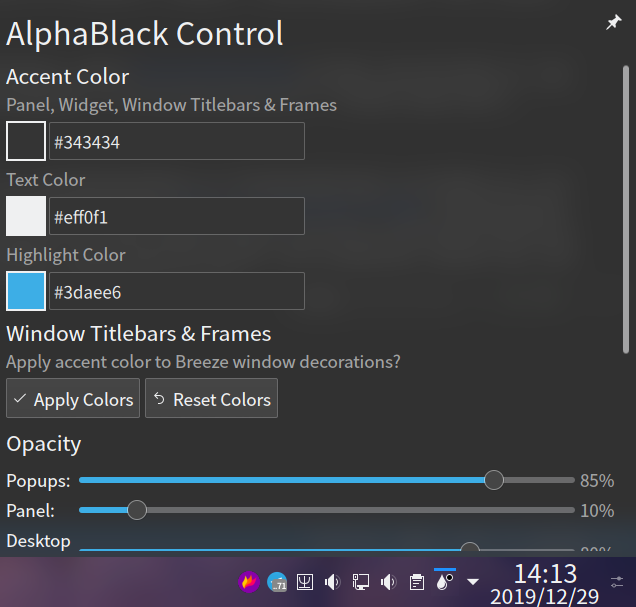 AlphaBlack Control
Accent Color
Panel, Widget, Window Titlebars & Frames
#343434
Text Color
#eff0f1
Highlight Color
#3daee6
Window Titlebars & Frames
Apply accent color to Breeze window decorations?
Apply Colors Reset Colors
Opacity
Popups: 85%
Panel: 10%
Desktop
71 14:13
2019/12/29